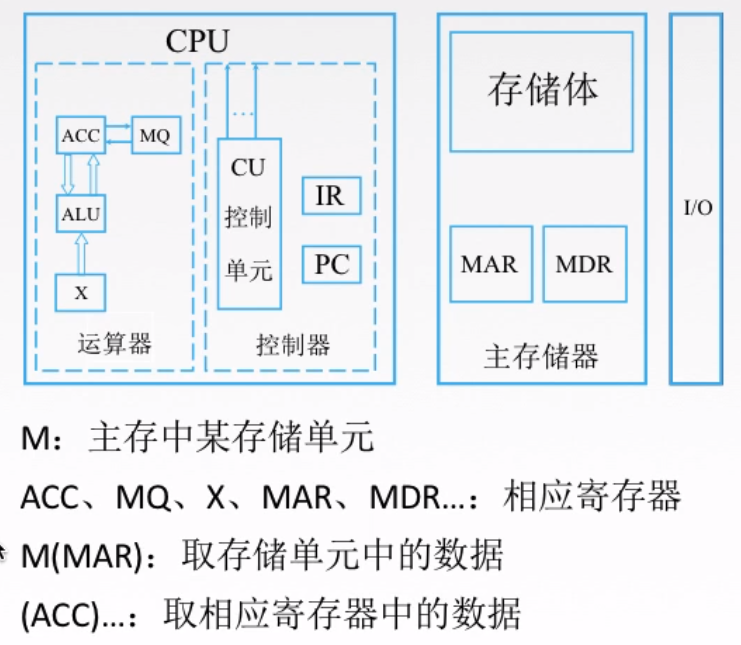 CPU
ACC
MQ
ALU
X
运算器
...
CU
控制
单元
IR
PC
控制器
存储体
MAR
MDR
主存储器
I/O
M：主存中某存储单元
ACC、MQ、X、MAR、MDR...：相应寄存器
M(MAR)：取存储单元中的数据
(ACC)...：取相应寄存器中的数据